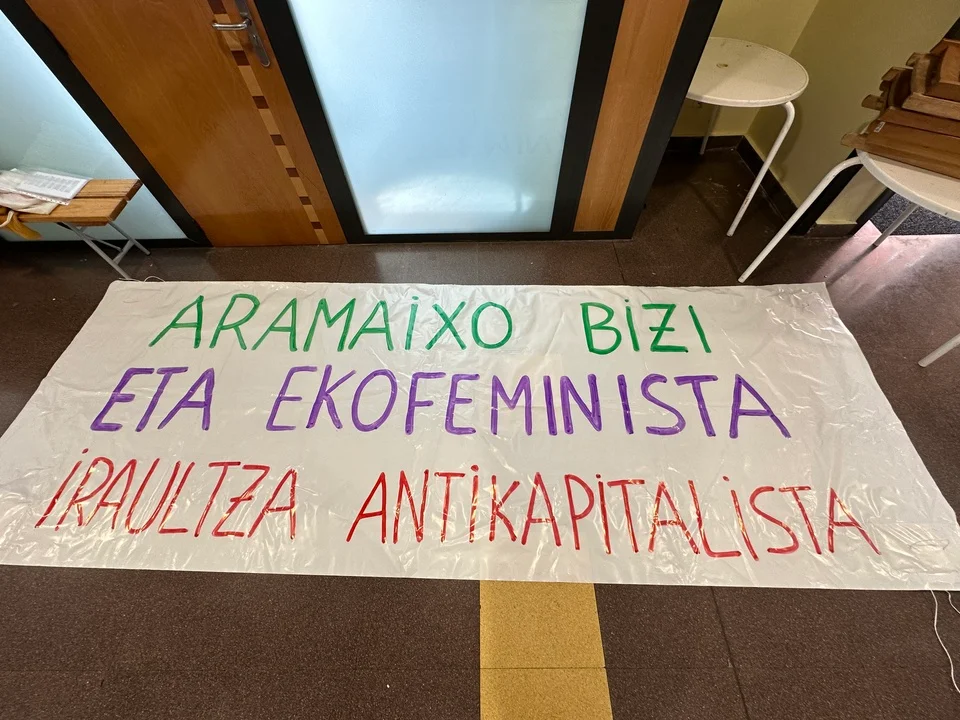 ARAMAiXO BiZI
ETA EKOFEMINISTA
iRAULTZA ANTiKAPiTALiSTA